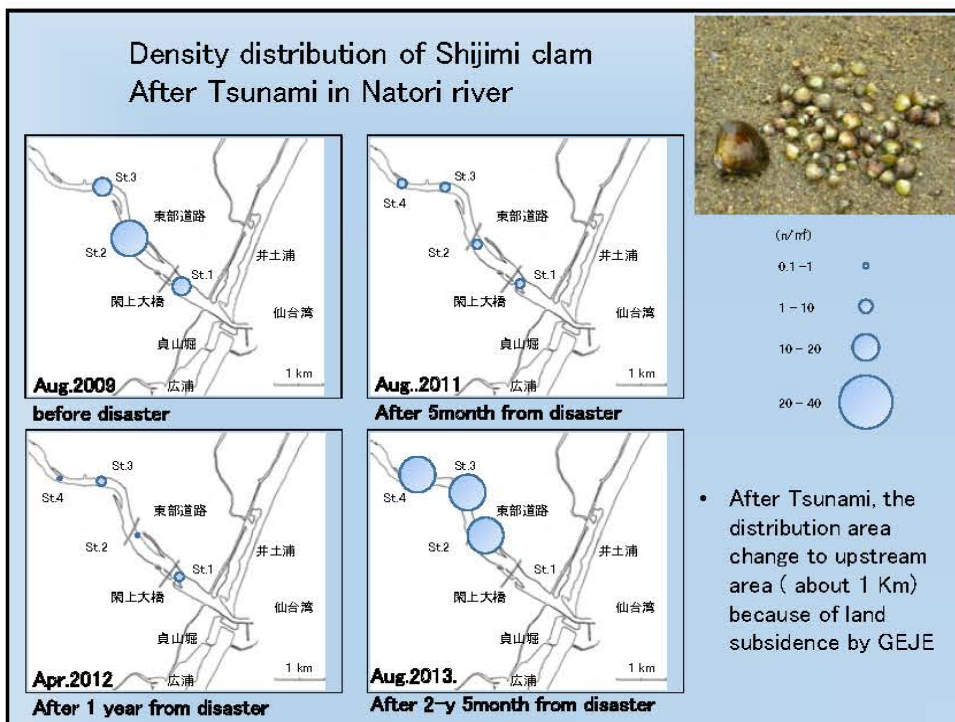 Density distribution of Shijimi clam
After Tsunami in Natori river
St.3
東部道路
St.2
井土浦
St.1
閖上大橋
仙台湾
貞山堀
Aug.2009
広浦
1 km
before disaster
St.3
St.4
東部道路
St.2
井土浦
St.1
閖上大橋
仙台湾
貞山堀
Aug..2011
広浦
1 km
After 5month from disaster
St.3
St.4
東部道路
St.2
井土浦
St.1
閖上大橋
仙台湾
貞山堀
Apr.2012
広浦
1 km
After 1 year from disaster
St.3
St.4
東部道路
St.2
井土浦
St.1
閖上大橋
仙台湾
貞山堀
Aug.2013.
広浦
1 km
After 2-y 5month from disaster
(n/㎡)
0.1-1
1-10
10-20
20-40
• After Tsunami, the
distribution area
change to upstream
area ( about 1 Km)
because of land
subsidence by GEJE